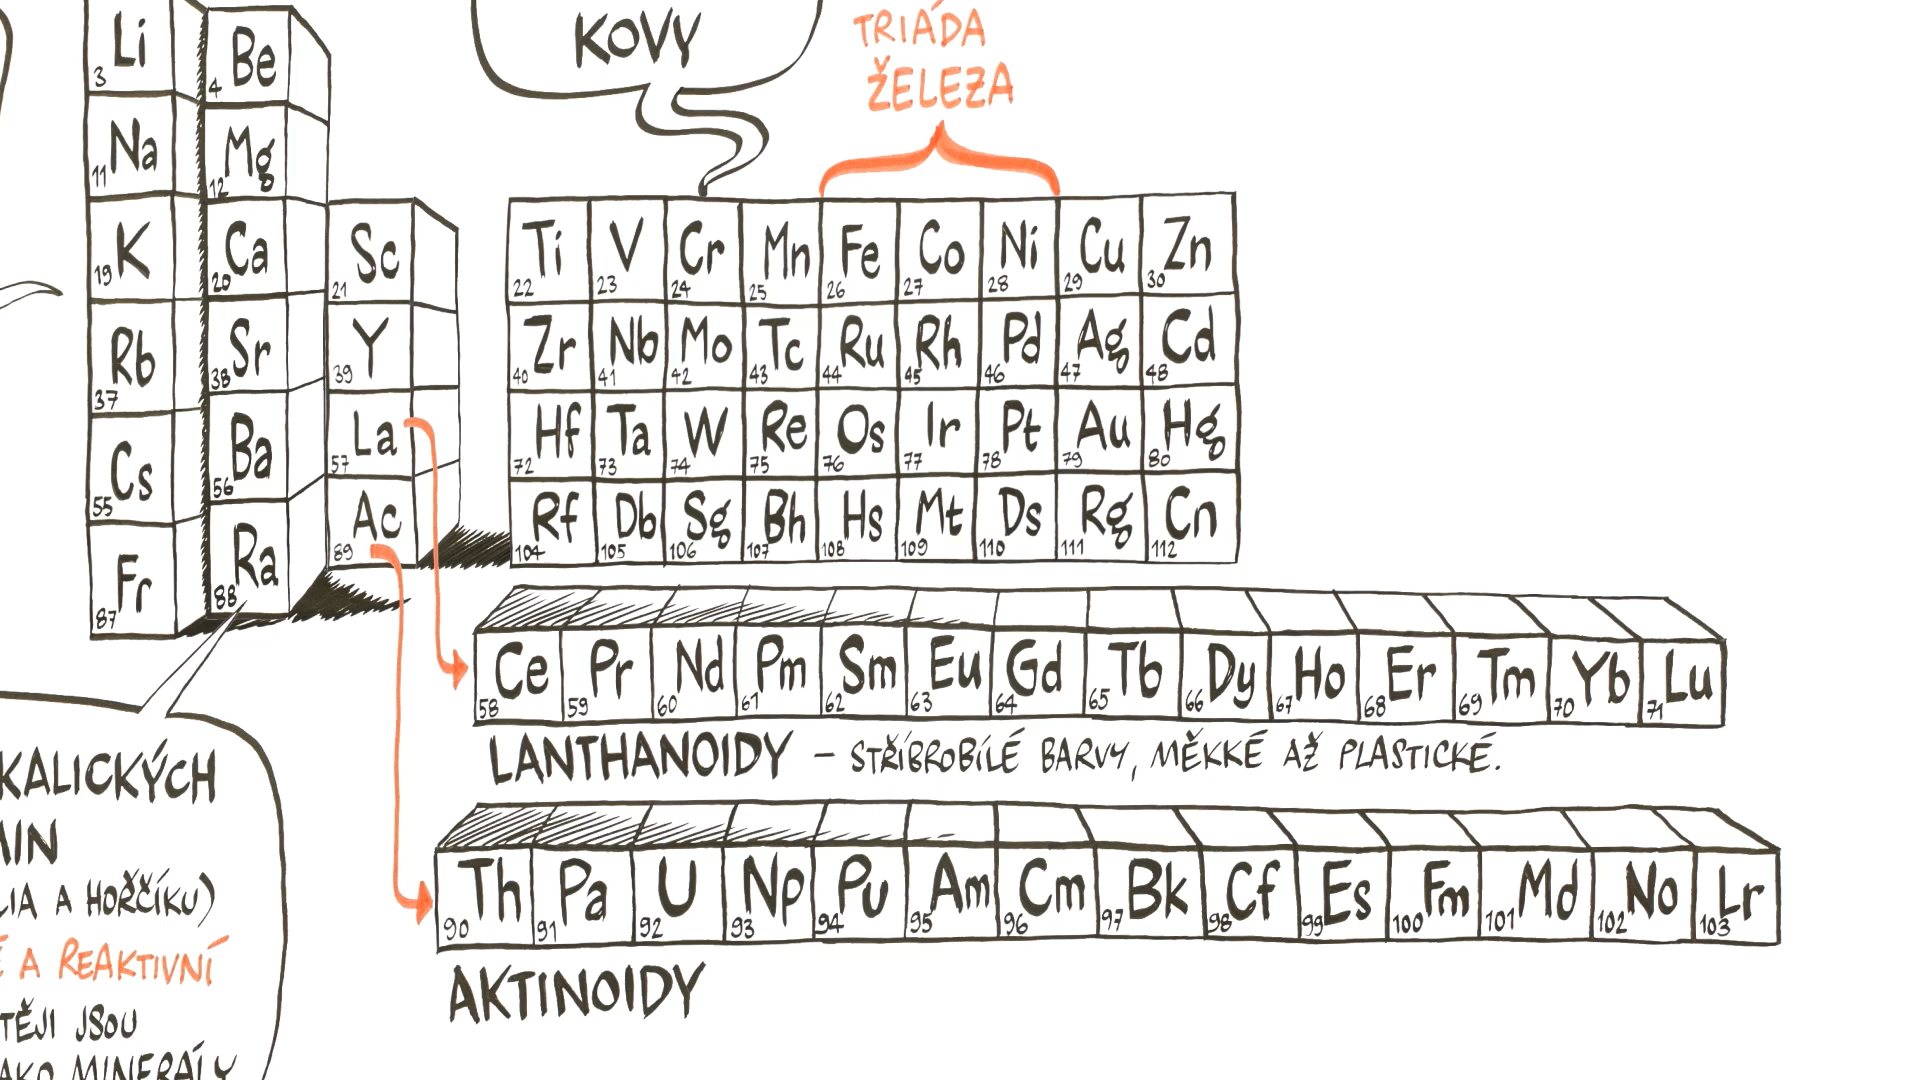 KOVY
TRIÁDA
ŽELEZA
Li 3
Be 4
Na 11
Mg 12
K 19
Ca 20
Sc 21
Ti 22 V 23 Cr 24 Mn 25 Fe 26 Co 27 Ni 28 Cu 29 Zn 30
Rb 37
Sr 38
Y 39
Zr 40 Nb 41 Mo 42 Tc 43 Ru 44 Rh 45 Pd 46 Ag 47 Cd 48
Cs 55
Ba 56
La 57
Hf 72 Ta 73 W 74 Re 75 Os 76 Ir 77 Pt 78 Au 79 Hg 80
Fr 87
Ra 88
Ac 89
Rf 104 Db 105 Sg 106 Bh 107 Hs 108 Mt 109 Ds 110 Rg 111 Cn 112
Ce 58 Pr 59 Nd 60 Pm 61 Sm 62 Eu 63 Gd 64 Tb 65 Dy 66 Ho 67 Er 68 Tm 69 Yb 70 Lu 71
LANTHANOIDY – STŘÍBROBÍLÉ BARVY, MĚKKÉ AŽ PLASTICKÉ.
Th 90 Pa 91 U 92 Np 93 Pu 94 Am 95 Cm 96 Bk 97 Cf 98 Es 99 Fm 100 Md 101 No 102 Lr 103
AKTINOIDY
KALICKÝCH
MIN
LIA A HOŘČÍKU)
É A REAKTIVNÍ
TĚJI JSOU
AKO MINERÁLY